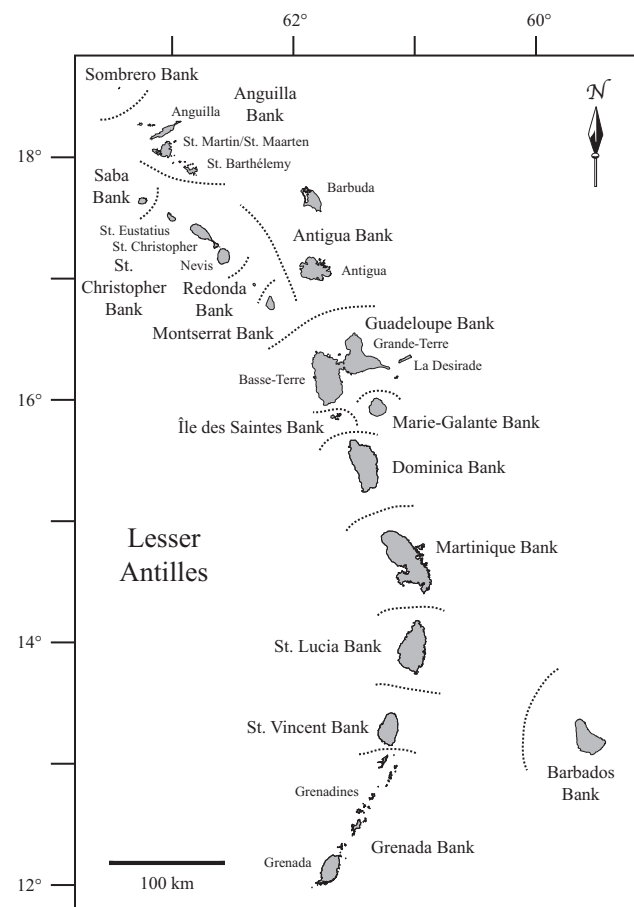 62°
60°
N
Sombrero Bank
Anguilla
Bank
Anguilla
St. Martin/St. Maarten
St. Barthélemy
18°
Saba
Bank
Barbuda
St. Eustatius
St. Christopher
Antigua Bank
Nevis
Antigua
St.
Christopher
Bank
Redonda
Bank
Montserrat Bank
Guadeloupe Bank
Grande-Terre
La Desirade
Basse-Terre
16°
Île des Saintes Bank
Marie-Galante Bank
Dominica Bank
Lesser
Antilles
Martinique Bank
14°
St. Lucia Bank
St. Vincent Bank
Barbados
Bank
Grenadines
Grenada Bank
Grenada
100 km
12°